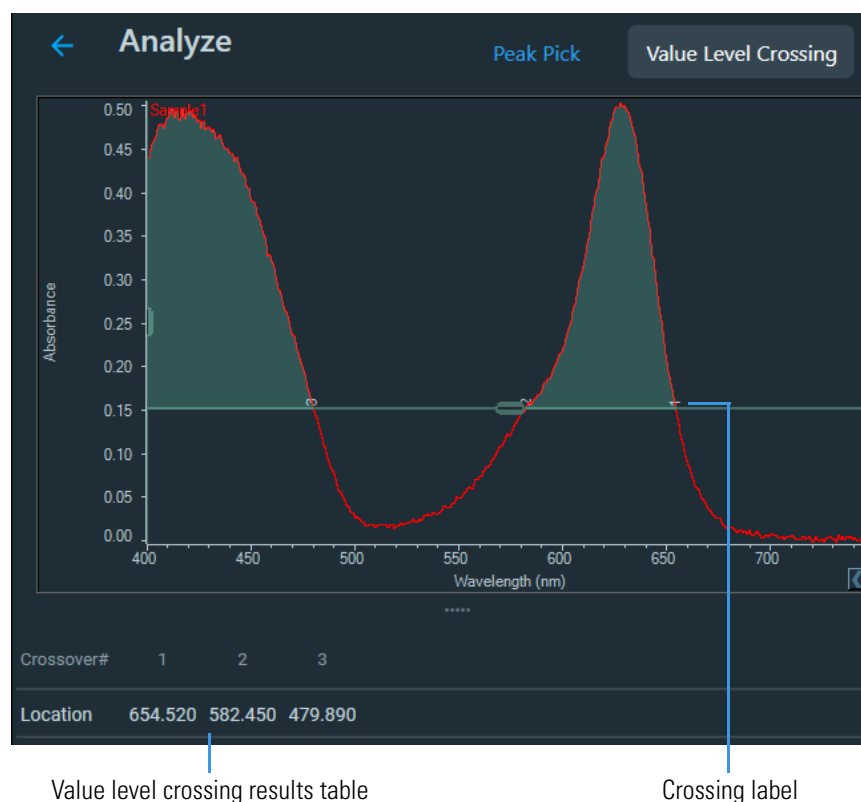 Analyze
Peak Pick
Value Level Crossing
Sample1
0.50
0.45
0.40
0.35
0.30
0.25
0.20
0.15
0.10
0.05
0.00
Absorbance
3
2
1
400 450 500 550 600 650 700
Wavelength (nm)
Crossover# 1 2 3
Location 654.520 582.450 479.890
Value level crossing results table
Crossing label